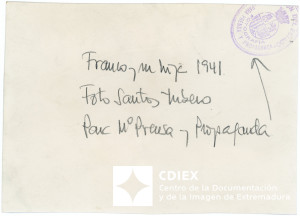 Franco y su hija 1941
Foto Santos Yubero
Para Mº Prensa y Propaganda
CDIEX
Centro de la Documentación
y de la Imagen de Extremadura